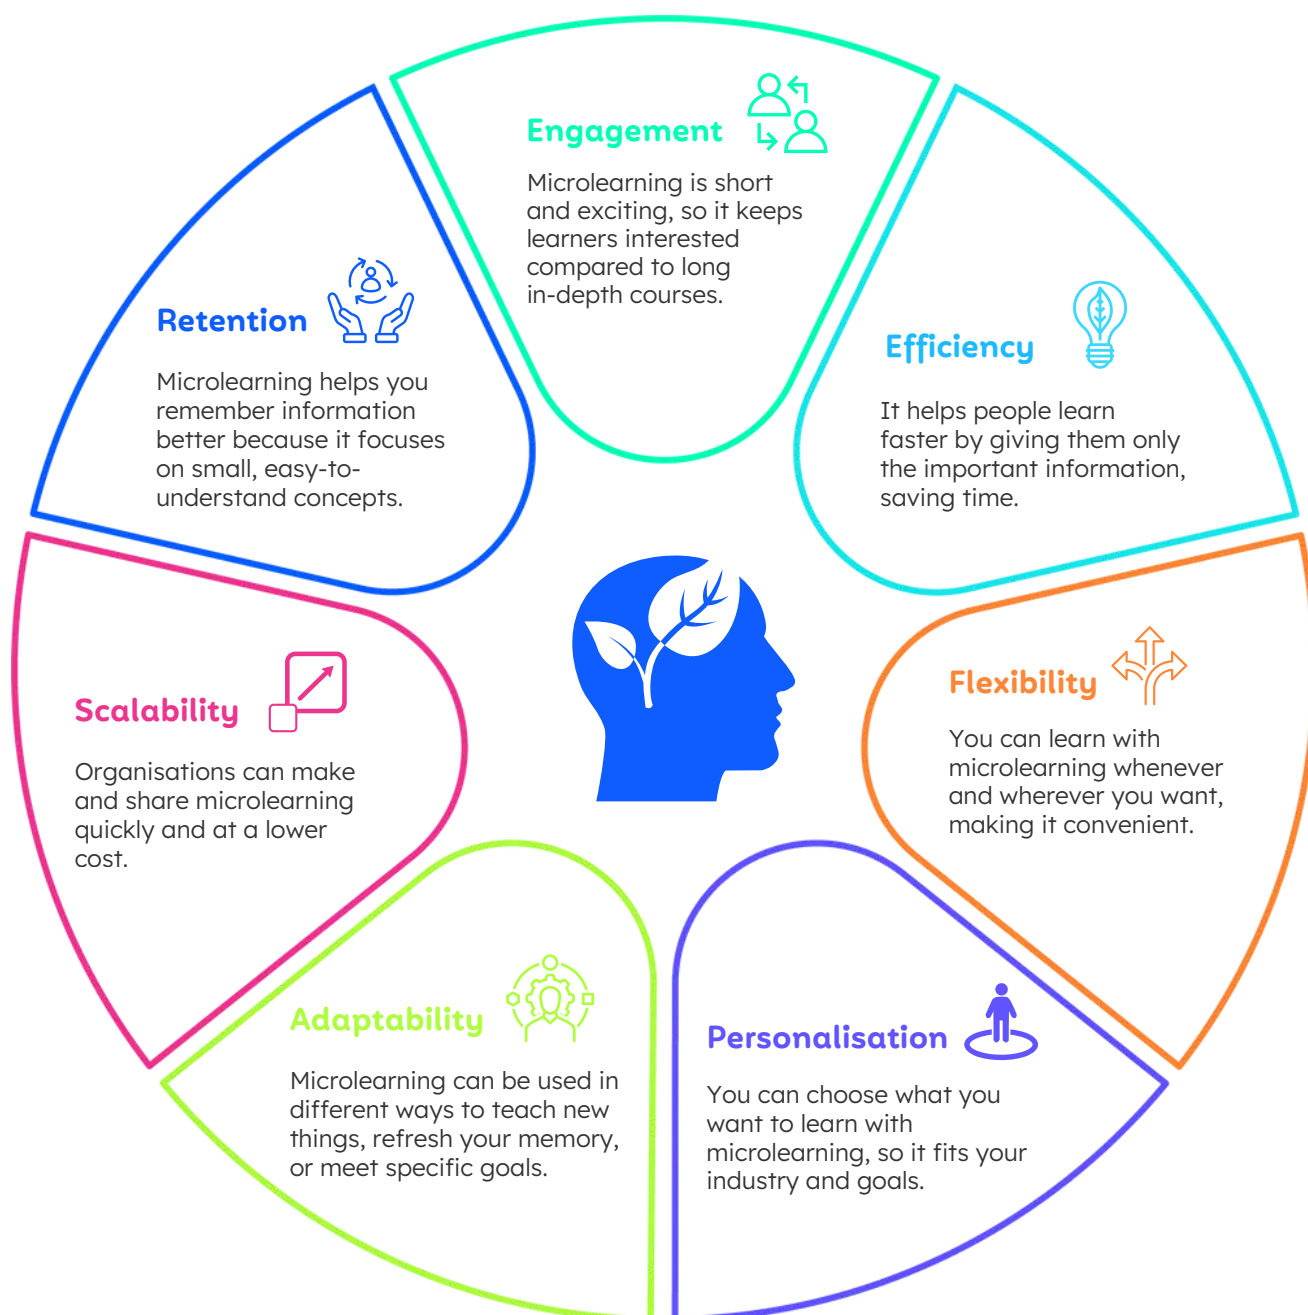 Engagement
Microlearning is short
and exciting, so it keeps
learners interested
compared to long
in-depth courses.
Efficiency
It helps people learn
faster by giving them only
the important information,
saving time.
Flexibility
You can learn with
microlearning whenever
and wherever you want,
making it convenient.
Personalisation
You can choose what you
want to learn with
microlearning, so it fits your
industry and goals.
Adaptability
Microlearning can be used in
different ways to teach new
things, refresh your memory,
or meet specific goals.
Scalability
Organisations can make
and share microlearning
quickly and at a lower
cost.
Retention
Microlearning helps you
remember information
better because it focuses
on small, easy-to-
understand concepts.